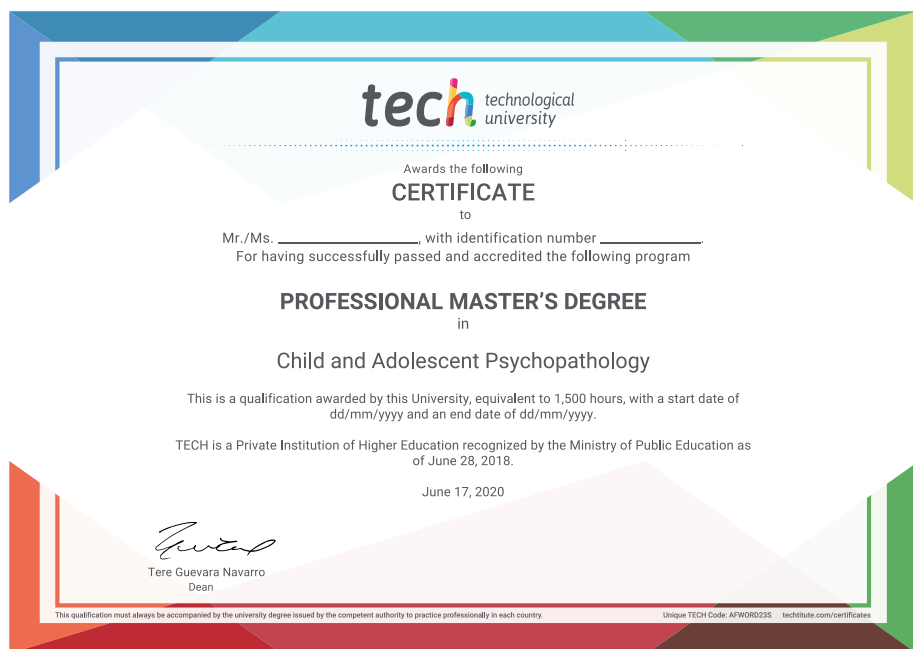 tech technological
university
Awards the following
CERTIFICATE
to
Mr./Ms. ____________________, with identification number ______________.
For having successfully passed and accredited the following program
PROFESSIONAL MASTER'S DEGREE
in
Child and Adolescent Psychopathology
This is a qualification awarded by this University, equivalent to 1,500 hours, with a start date of
dd/mm/yyyy and an end date of dd/mm/yyyy.
TECH is a Private Institution of Higher Education recognized by the Ministry of Public Education as
of June 28, 2018.
June 17, 2020
Tere Guevara Navarro
Dean
This qualification must always be accompanied by the university degree issued by the competent authority to practice professionally in each country.
Unique TECH Code: AFWORD23S techtitute.com/certificates